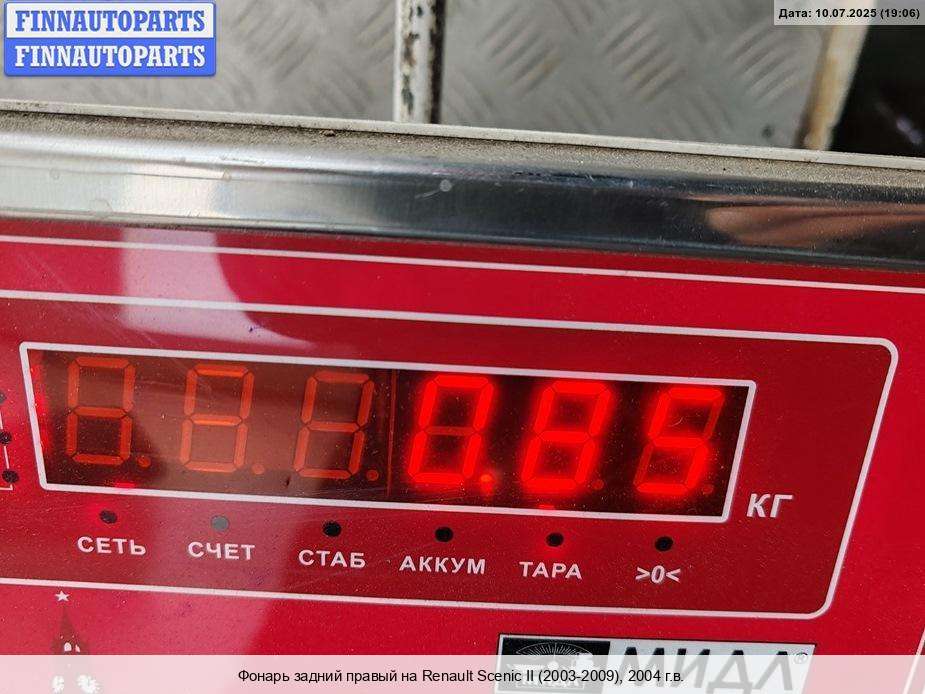 FINNAUTOPARTS
FINNAUTOPARTS
Дата: 10.07.2025 (19:06)
0.85
КГ
СЕТЬ СЧЕТ СТАБ АККУМ ТАРА >0<
МИДЛ®
Фонарь задний правый на Renault Scenic II (2003-2009), 2004 г.в.